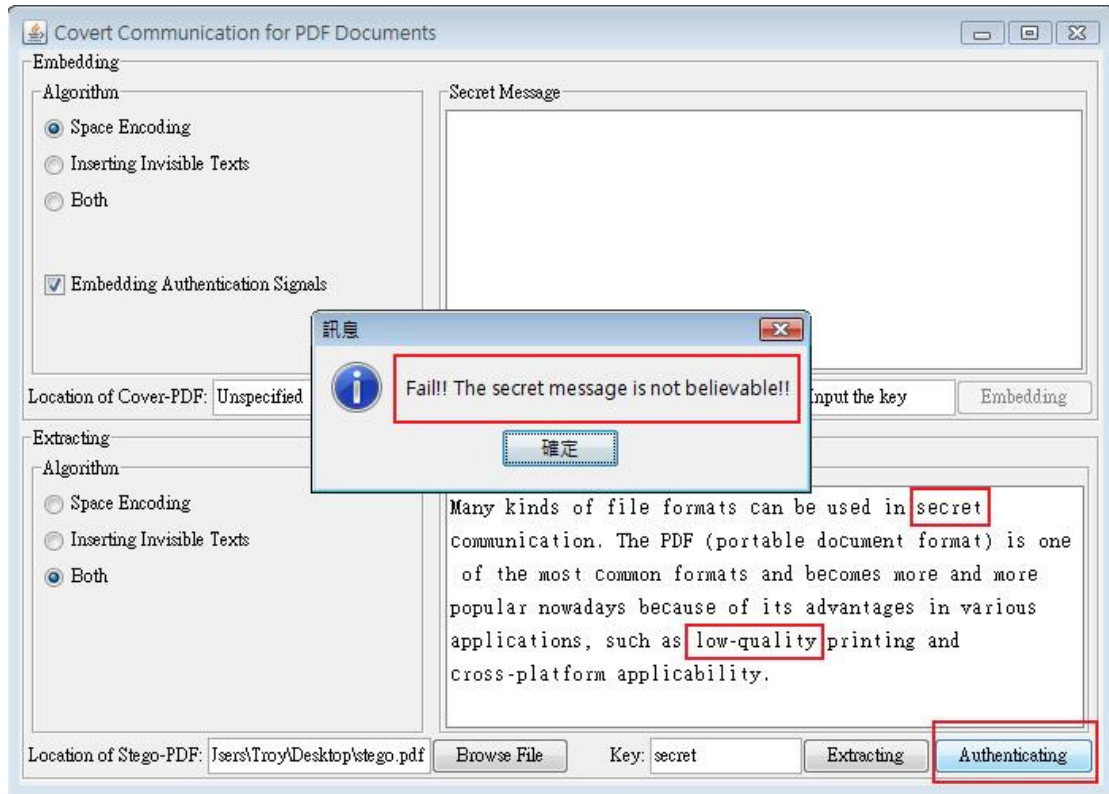 Covert Communication for PDF Documents
Embedding
Algorithm
Secret Message
Space Encoding
Inserting Invisible Texts
Both
Embedding Authentication Signals
訊息
Fail!! The secret message is not believable!!
確定
Location of Cover-PDF: Unspecified
Input the key
Embedding
Extracting
Algorithm
Space Encoding
Inserting Invisible Texts
Both
Many kinds of file formats can be used in secret
communication. The PDF (portable document format) is one
of the most common formats and becomes more and more
popular nowadays because of its advantages in various
applications, such as low-quality printing and
cross-platform applicability.
Location of Stego-PDF: Jsers\Troy\Desktop\stego.pdf Browse File Key: secret Extracting Authenticating